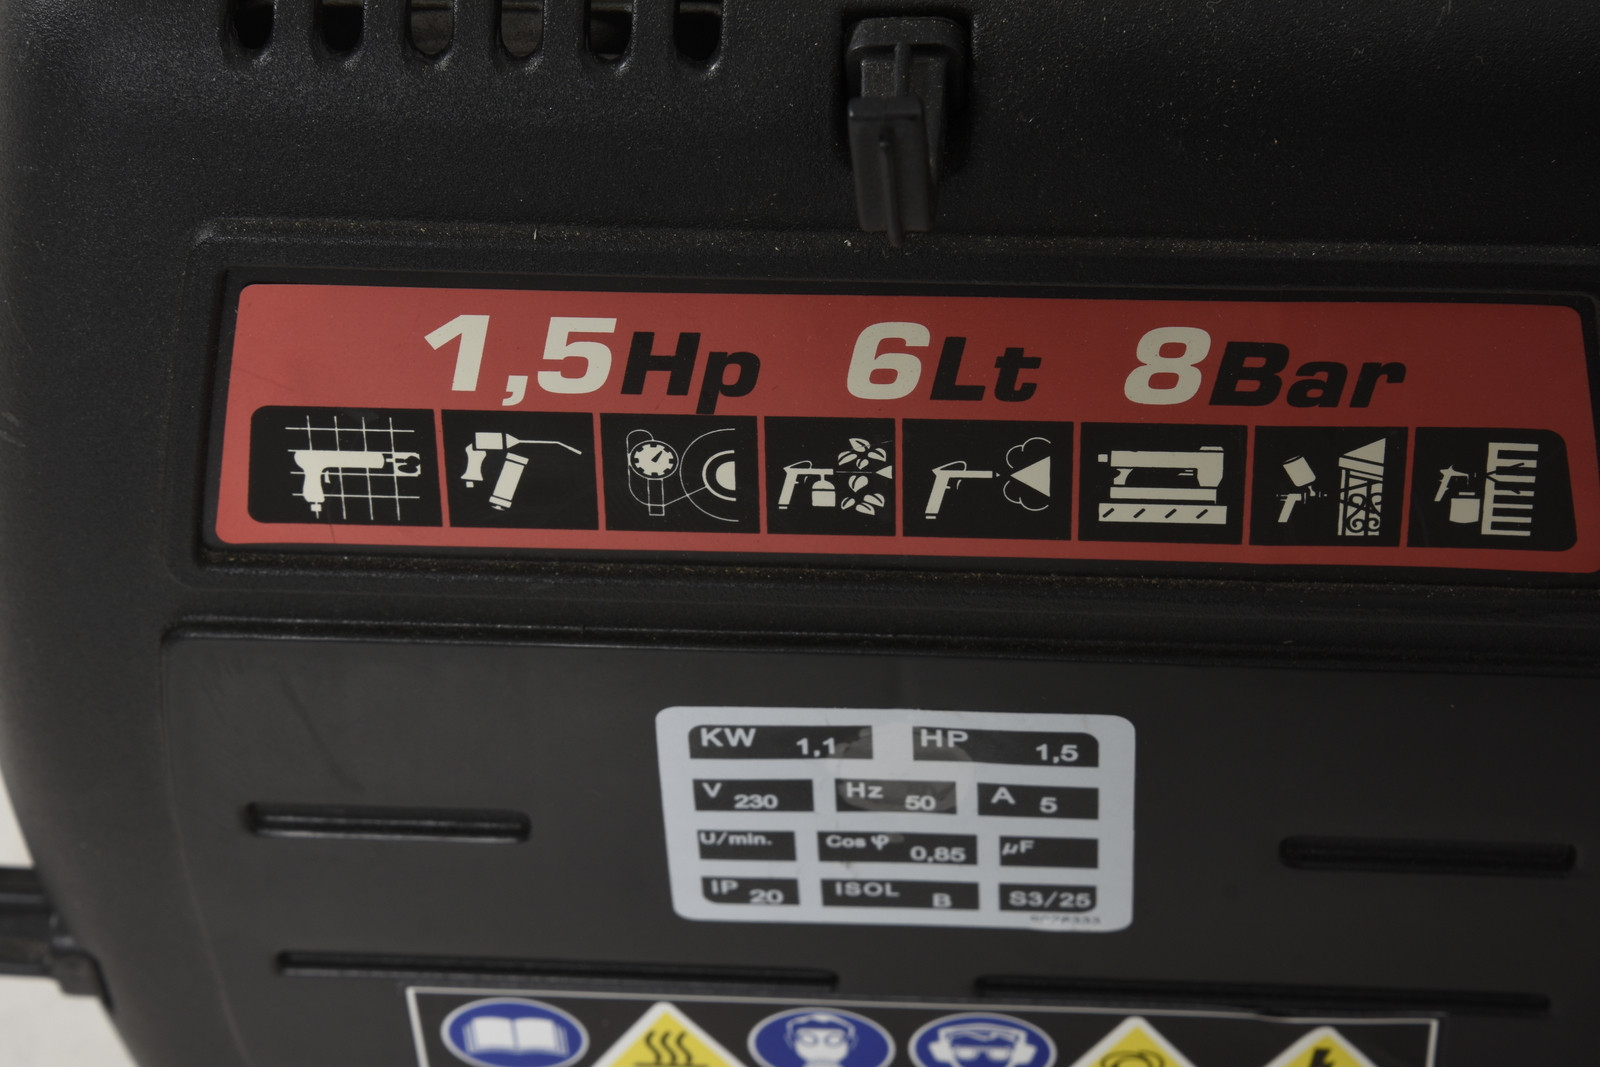 1,5Hp 6Lt 8Bar
KW 1,1 HP 1,5
V 230 Hz 50 A 5
U/min. Cos φ 0,85 µF
IP 20 ISOL B S3/25